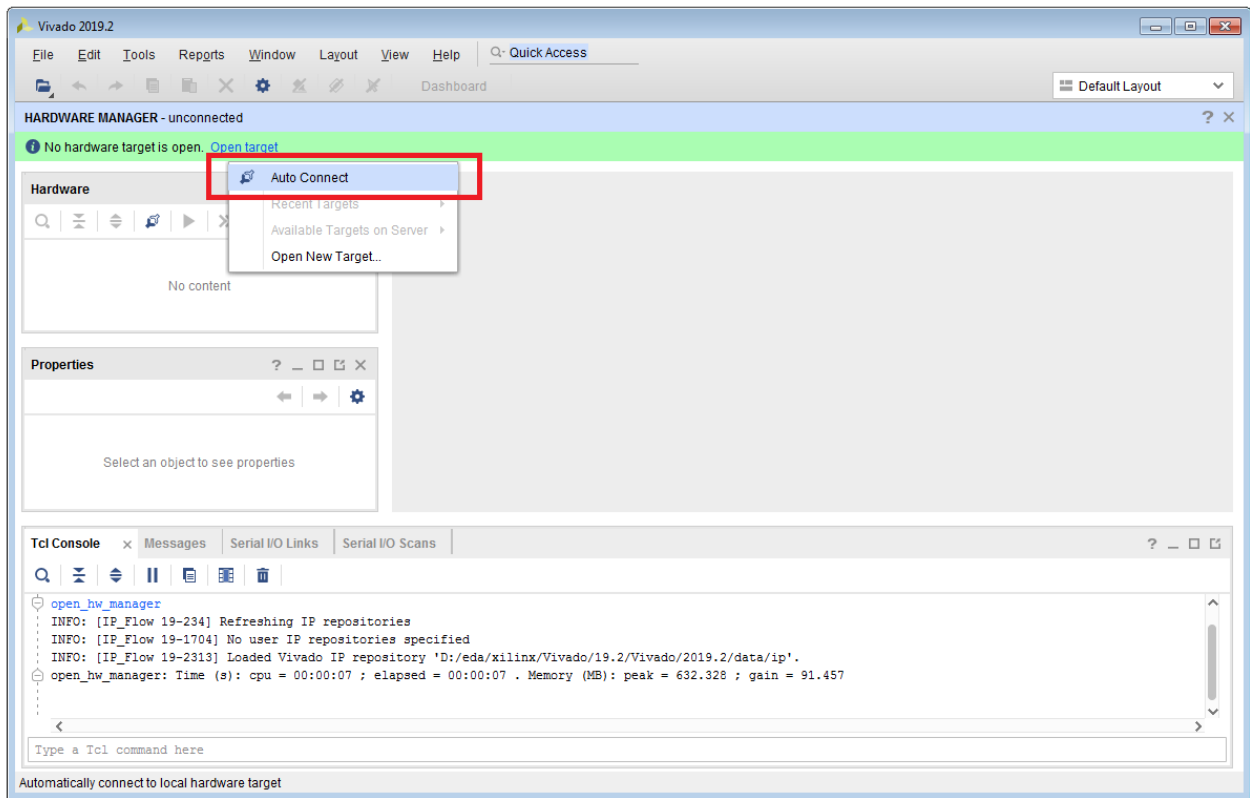 Vivado 2019.2
File Edit Tools Reports Window Layout View Help Quick Access
Dashboard Default Layout
HARDWARE MANAGER - unconnected
No hardware target is open. Open target
Auto Connect
Hardware
Recent Targets
Available Targets on Server
Open New Target...
No content
Properties
Select an object to see properties
Tcl Console Messages Serial I/O Links Serial I/O Scans
open_hw_manager
INFO: [IP_Flow 19-234] Refreshing IP repositories
INFO: [IP_Flow 19-1704] No user IP repositories specified
INFO: [IP_Flow 19-2313] Loaded Vivado IP repository 'D:/eda/xilinx/Vivado/19.2/Vivado/2019.2/data/ip'.
open_hw_manager: Time (s): cpu = 00:00:07 ; elapsed = 00:00:07 . Memory (MB): peak = 632.328 ; gain = 91.457
Type a Tcl command here
Automatically connect to local hardware target